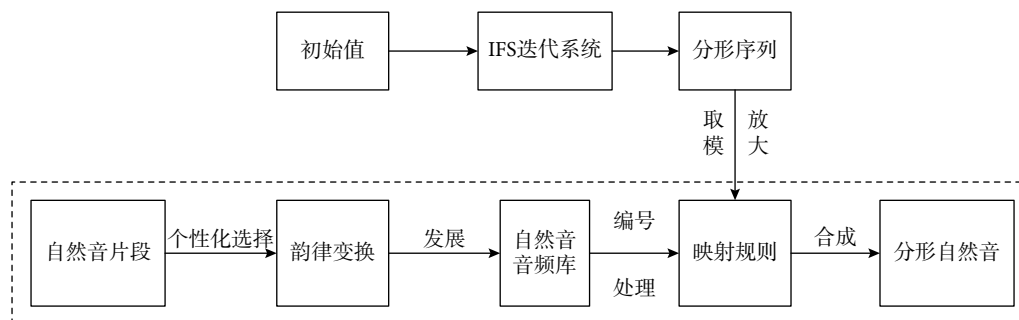 初始值
IFS迭代系统
分形序列
取模
放大
自然音片段
个性化选择
韵律变换
发展
自然音
音频库
编号
处理
映射规则
合成
分形自然音